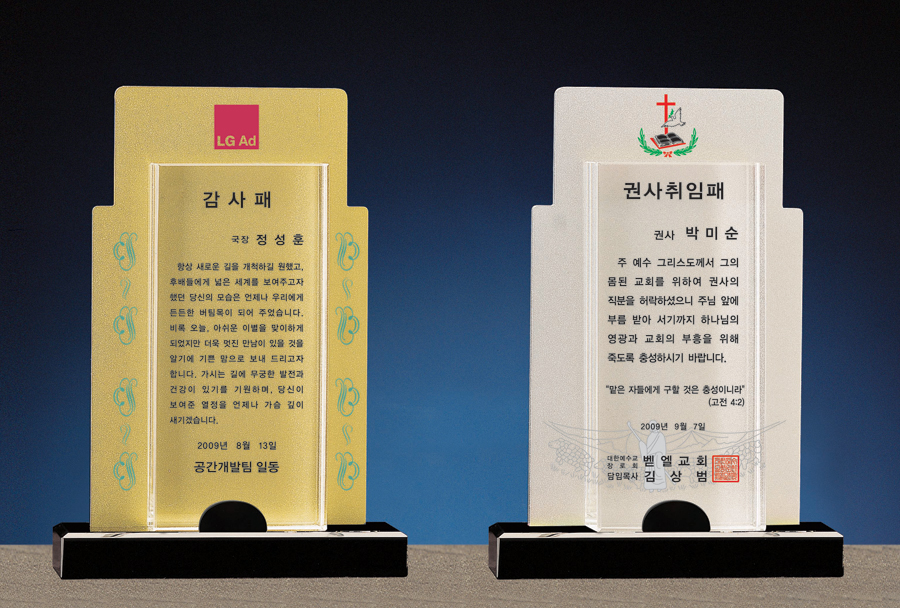 LG Ad
감사패
국장 정성훈
항상 새로운 길을 개척하길 원했고,
후배들에게 넓은 세계를 보여주고자
했던 당신의 모습은 언제나 우리에게
든든한 버팀목이 되어 주었습니다.
비록 오늘, 아쉬운 이별을 맞이하게
되었지만 더욱 멋진 만남이 있을 것을
알기에 기쁜 맘으로 보내 드리고자
합니다. 가시는 길에 무궁한 발전과
건강이 있기를 기원하며, 당신이
보여준 열정을 언제나 가슴 깊이
새기겠습니다.
2009년 8월 13일
공간개발팀 일동
권사취임패
권사 박미순
주 예수 그리스도께서 그의
몸된 교회를 위하여 권사의
직분을 허락하셨으니 주님 앞에
부름 받아 서기까지 하나님의
영광과 교회의 부흥을 위해
죽도록 충성하시기 바랍니다.
"맡은 자들에게 구할 것은 충성이니라"
(고전 4:2)
2009년 9월 7일
대한예수교
장로회
벧엘교회
담임목사 김상범